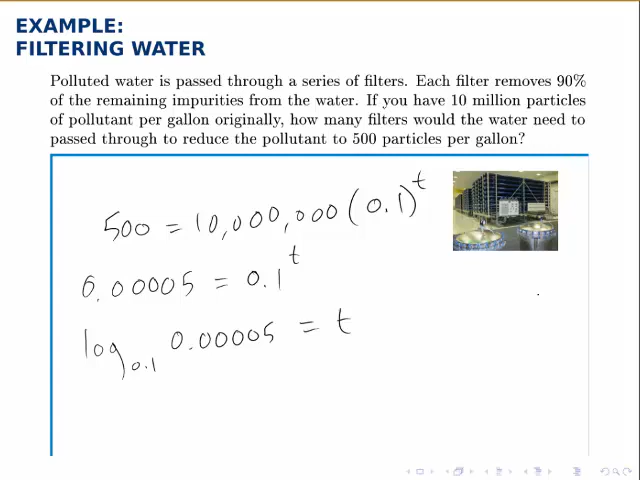 EXAMPLE:
FILTERING WATER
Polluted water is passed through a series of filters. Each filter removes 90%
of the remaining impurities from the water. If you have 10 million particles
of pollutant per gallon originally, how many filters would the water need to
passed through to reduce the pollutant to 500 particles per gallon?
500 = 10,000,000 (0.1)^t
0.00005 = 0.1^t
log_0.1 0.00005 = t